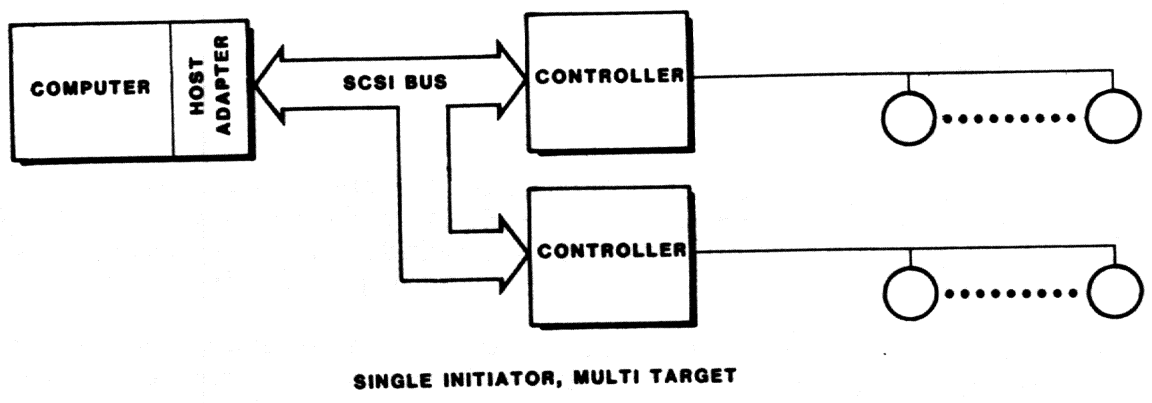 COMPUTER
HOST
ADAPTER
SCSI BUS
CONTROLLER
CONTROLLER
SINGLE INITIATOR, MULTI TARGET